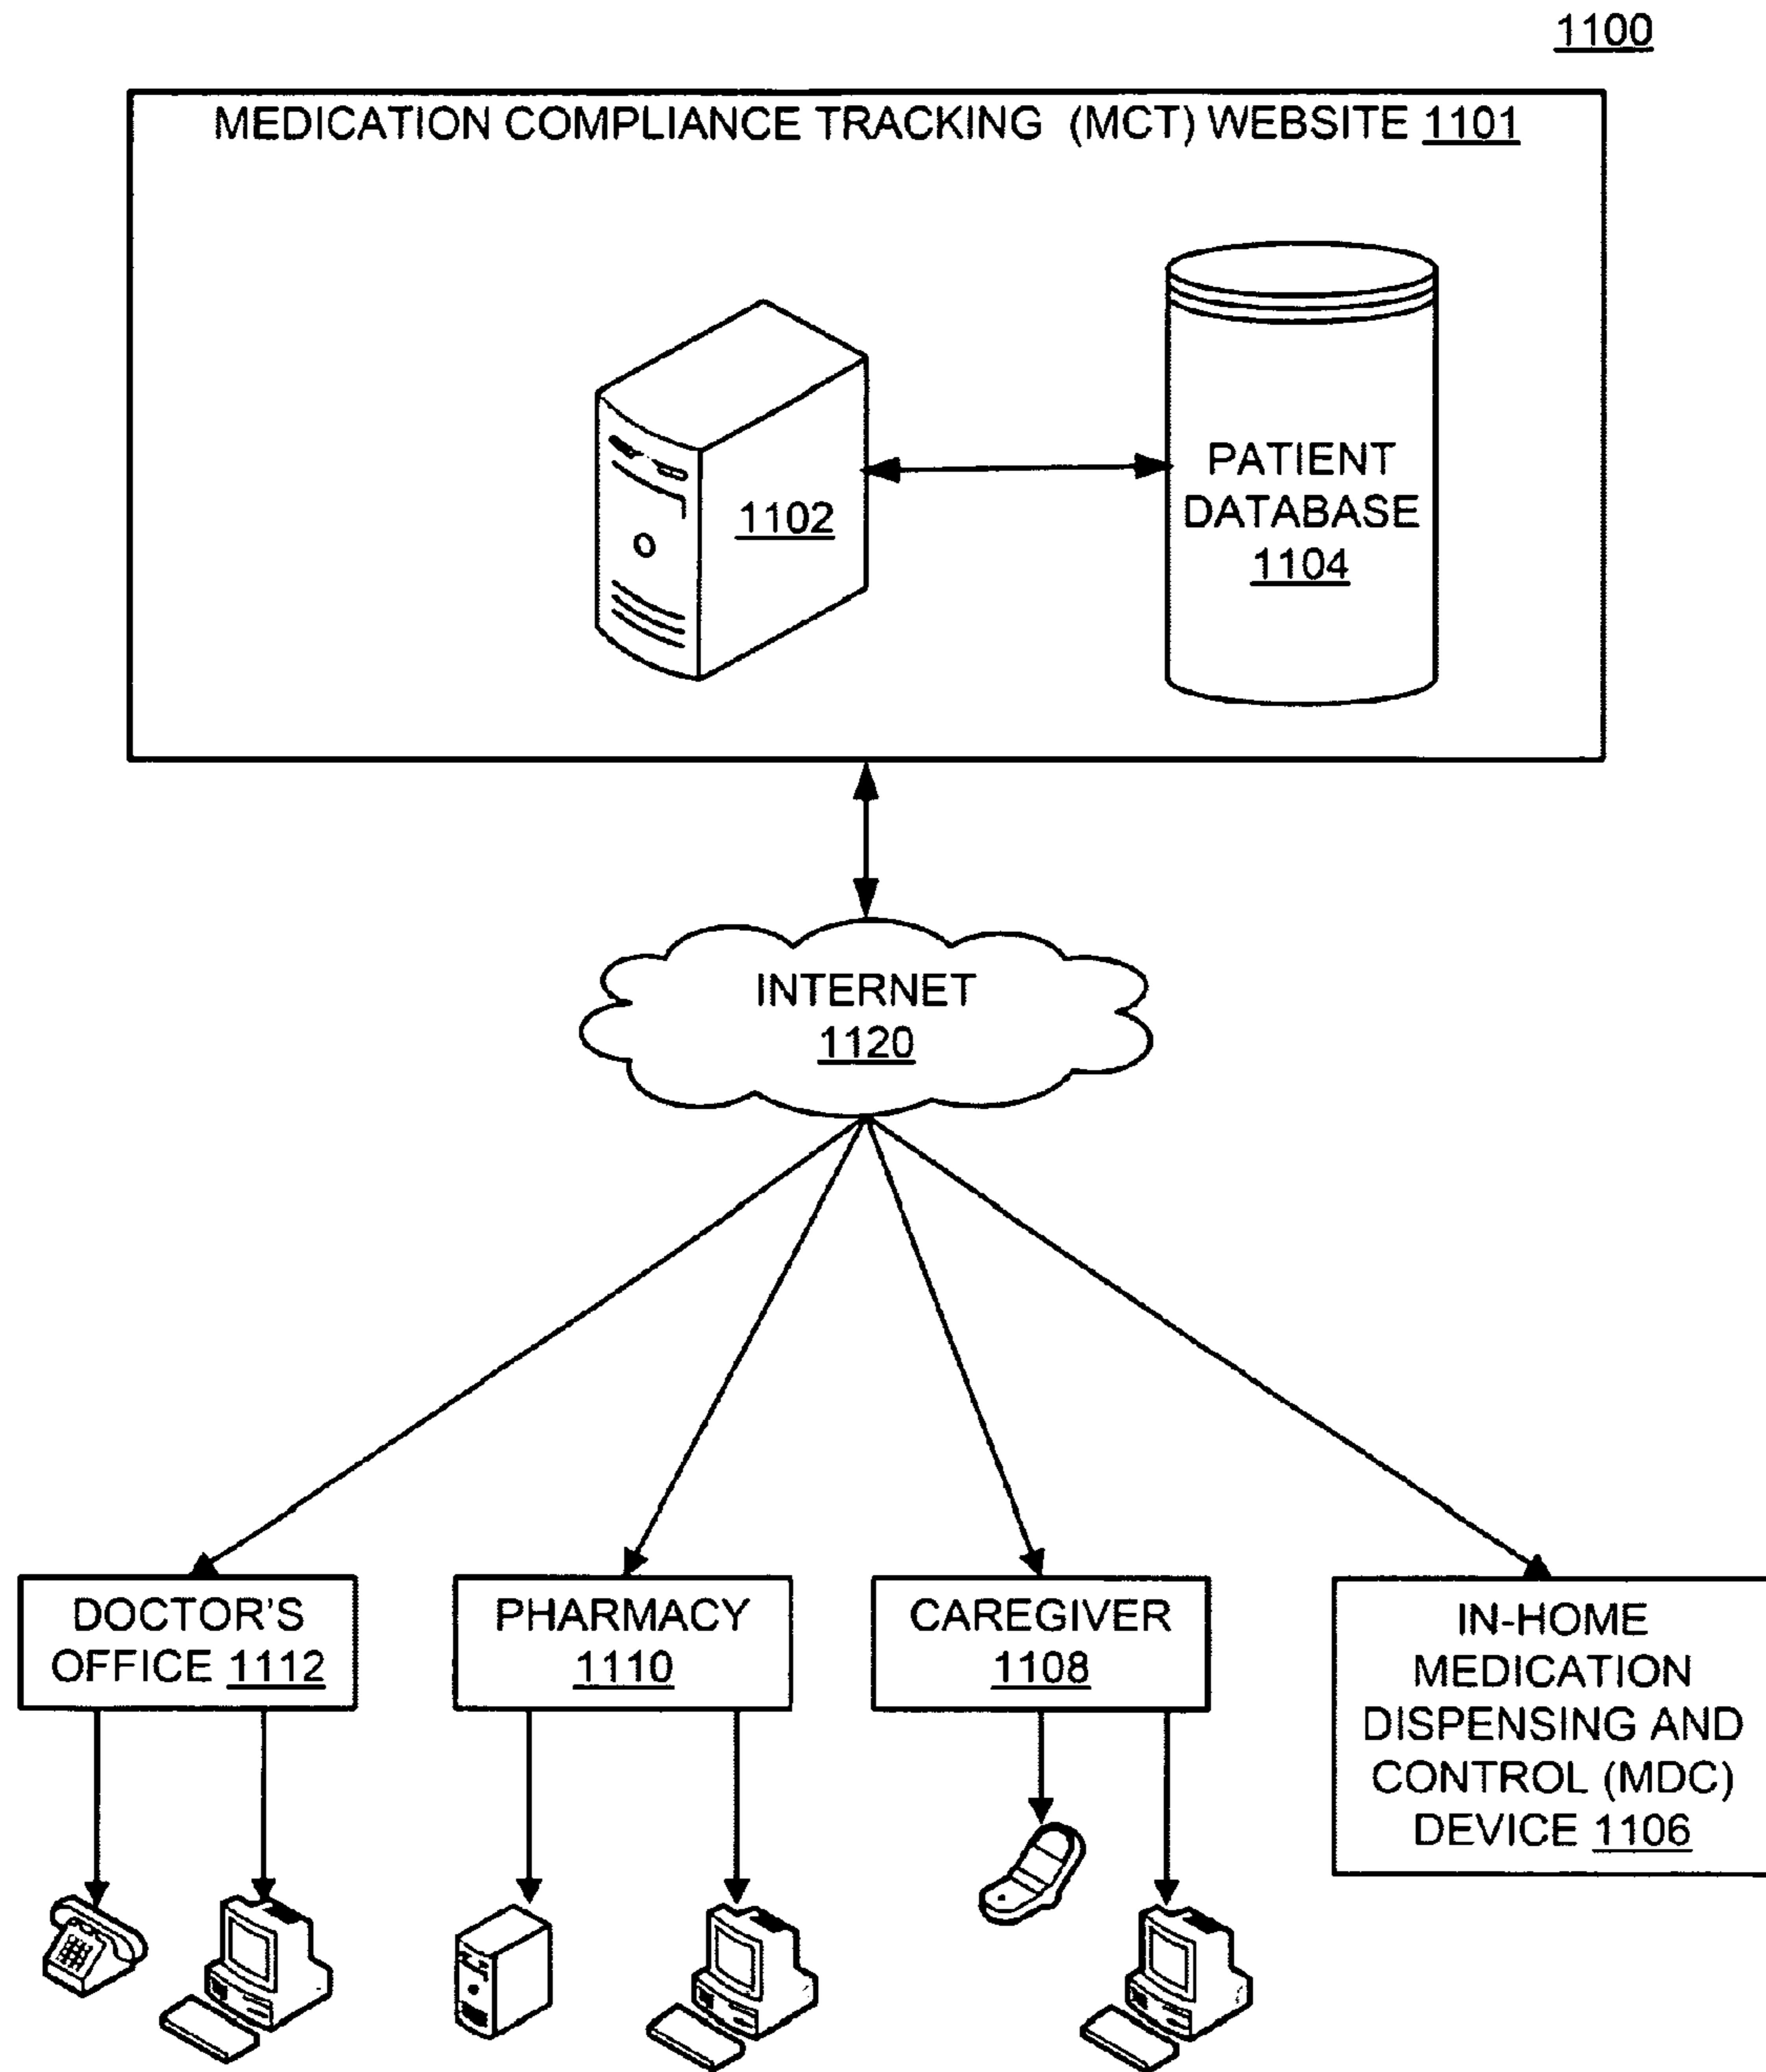 1100
MEDICATION COMPLIANCE TRACKING (MCT) WEBSITE 1101
1102
PATIENT
DATABASE
1104
INTERNET
1120
DOCTOR'S
OFFICE 1112
PHARMACY
1110
CAREGIVER
1108
IN-HOME
MEDICATION
DISPENSING AND
CONTROL (MDC)
DEVICE 1106